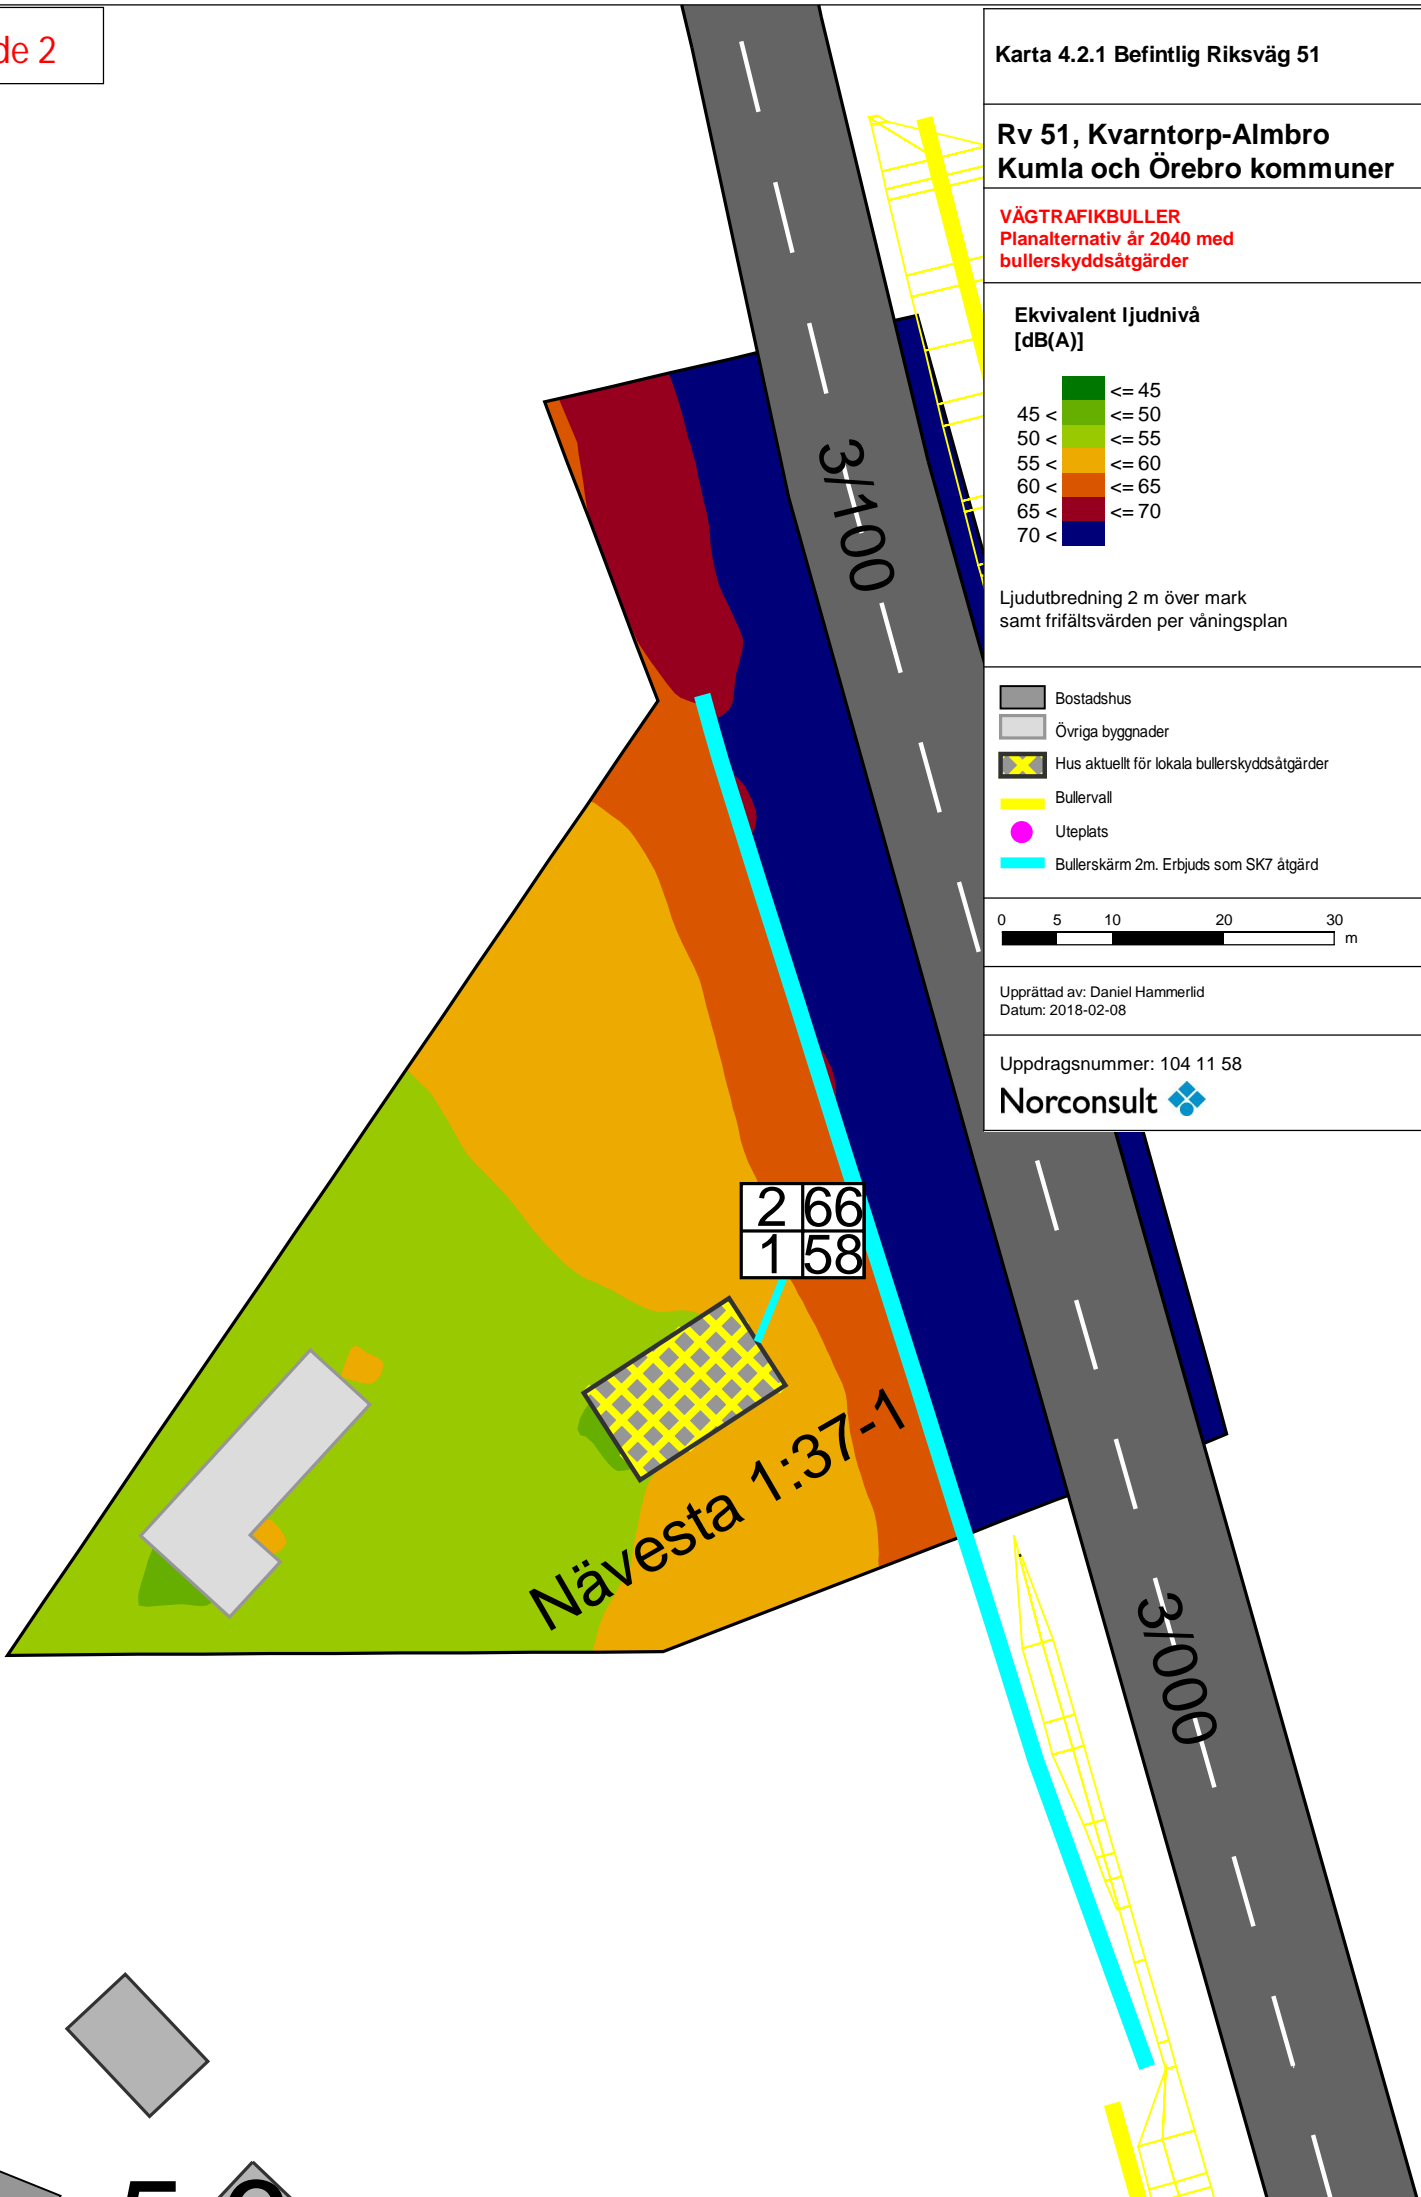 de 2
Karta 4.2.1 Befintlig Riksväg 51
Rv 51, Kvarntorp-Almbro
Kumla och Örebro kommuner
VÄGTRAFIKBULLER
Planalternativ år 2040 med
bullerskyddsåtgärder
Ekvivalent ljudnivå
[dB(A)]
<= 45
45 < <= 50
50 < <= 55
55 < <= 60
60 < <= 65
65 < <= 70
70 <
Ljudutbredning 2 m över mark
samt frifältsvärden per våningsplan
Bostadshus
Övriga byggnader
Hus aktuellt för lokala bullerskyddsåtgärder
Bullervall
Uteplats
Bullerskärm 2m. Erbjuds som SK7 åtgärd
0 5 10 20 30
m
Upprättad av: Daniel Hammerlid
Datum: 2018-02-08
Uppdragsnummer: 104 11 58
Norconsult
3/100
2 66
1 58
Nävesta 1:37-1
3/000